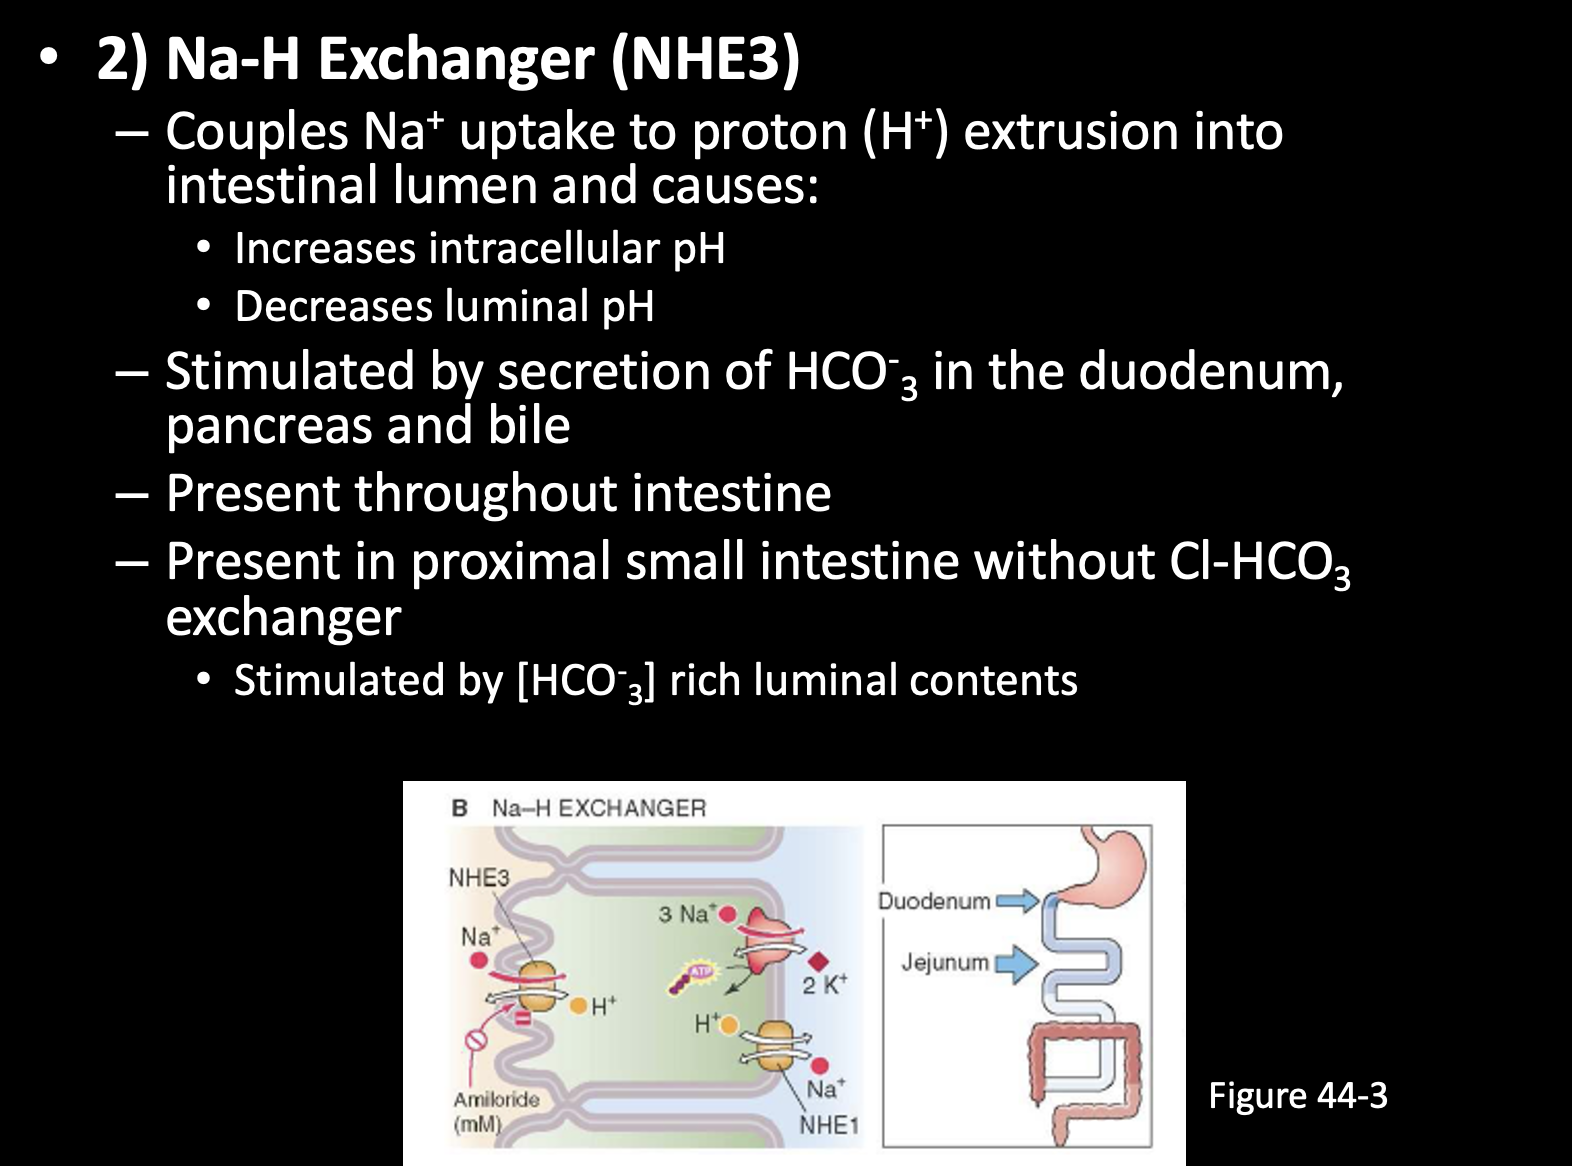 • 2) Na-H Exchanger (NHE3)
– Couples Na⁺ uptake to proton (H⁺) extrusion into
intestinal lumen and causes:
• Increases intracellular pH
• Decreases luminal pH
– Stimulated by secretion of HCO⁻₃ in the duodenum,
pancreas and bile
– Present throughout intestine
– Present in proximal small intestine without Cl-HCO₃
exchanger
• Stimulated by [HCO⁻₃] rich luminal contents
B Na–H EXCHANGER
NHE3
Na⁺
H⁺
Amiloride
(mM)
3 Na⁺
ATP
2 K⁺
H⁺
Na⁺
NHE1
Duodenum
Jejunum
Figure 44-3